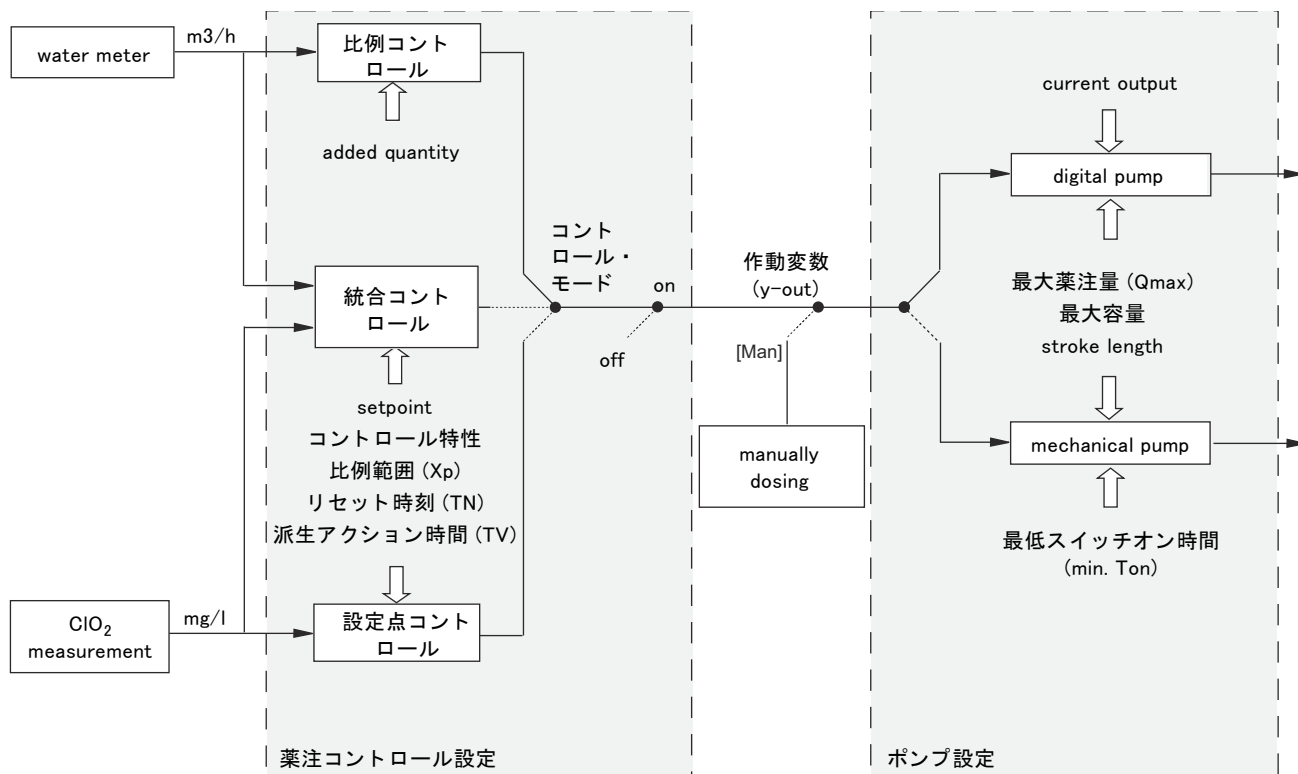 water meter
m3/h
比例コント
ロール
added quantity
統合コント
ロール
setpoint
コントロール特性
比例範囲 (Xp)
リセット時刻 (TN)
派生アクション時間 (TV)
ClO2
measurement
mg/l
設定点コント
ロール
薬注コントロール設定
コント
ロール・
モード
on
off
作動変数
(y-out)
[Man]
manually
dosing
current output
digital pump
最大薬注量 (Qmax)
最大容量
stroke length
mechanical pump
最低スイッチオン時間
(min. Ton)
ポンプ設定